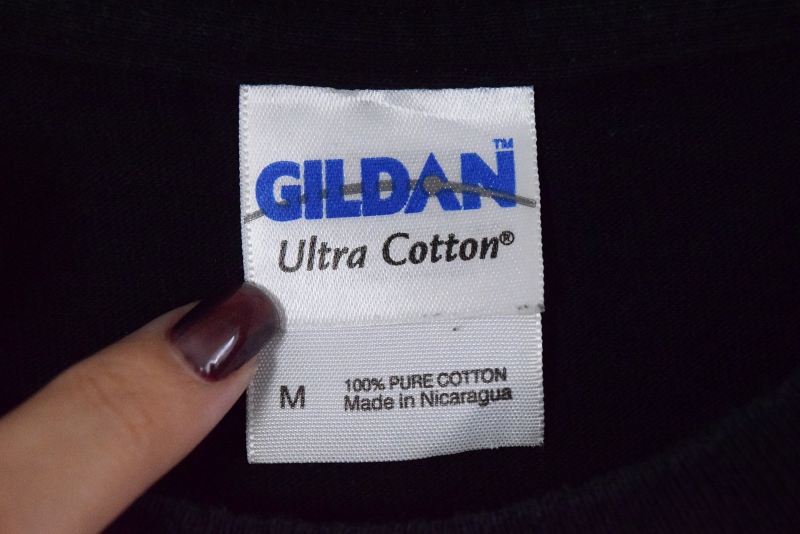 GILDAN™
Ultra Cotton®
M
100% PURE COTTON
Made in Nicaragua